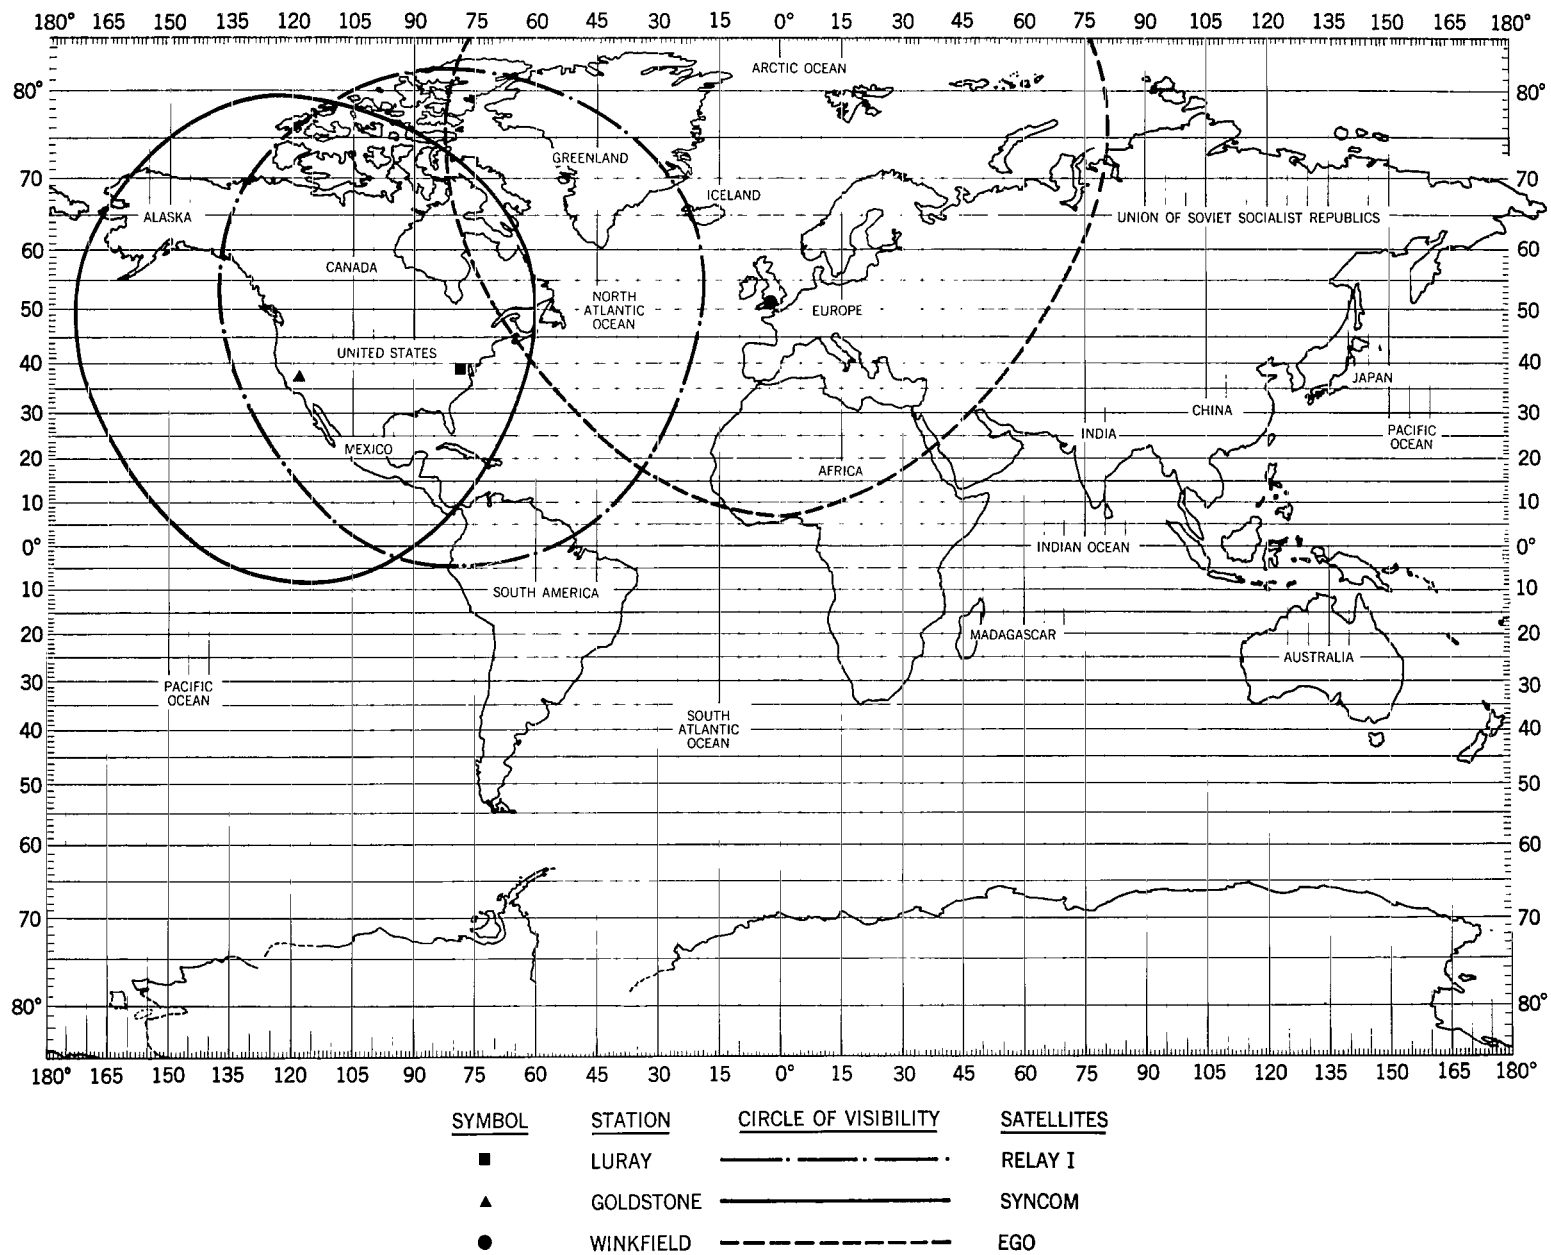 180° 165 150 135 120 105 90 75 60 45 30 15 0° 15 30 45 60 75 90 105 120 135 150 165 180°
ARCTIC OCEAN
80° 80°
GREENLAND
70 70
ICELAND
ALASKA
UNION OF SOVIET SOCIALIST REPUBLICS
60 60
CANADA
NORTH
ATLANTIC
OCEAN
50 50
EUROPE
UNITED STATES
40 40
JAPAN
30 30
CHINA
INDIA
PACIFIC
OCEAN
MEXICO
20 20
AFRICA
10 10
0° 0°
INDIAN OCEAN
10 10
SOUTH AMERICA
20 20
MADAGASCAR
AUSTRALIA
30 30
PACIFIC
OCEAN
SOUTH
ATLANTIC
OCEAN
40 40
50 50
60 60
70 70
80° 80°
180° 165 150 135 120 105 90 75 60 45 30 15 0° 15 30 45 60 75 90 105 120 135 150 165 180°
SYMBOL STATION CIRCLE OF VISIBILITY SATELLITES
LURAY RELAY I
GOLDSTONE SYNCOM
WINKFIELD EGO